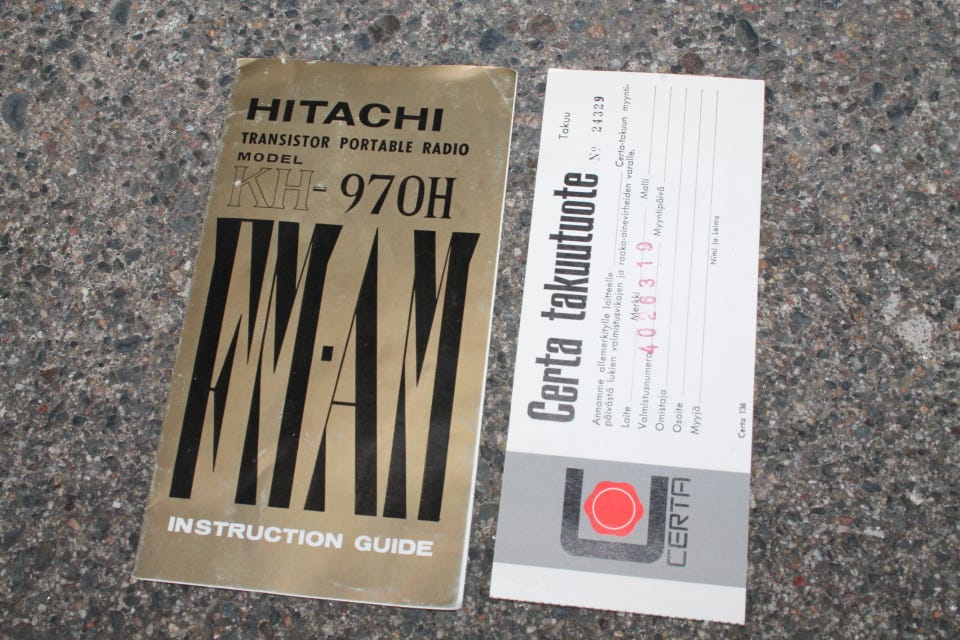 HITACHI
TRANSISTOR PORTABLE RADIO
MODEL
KH-970H
FM·AM
INSTRUCTION GUIDE
Certa takuutuote
Takuu
Nº 24329
Annamme allemerkitylle laitteelle Certa-takuun myynti-
päivästä lukien valmistusvikojen ja raaka-ainevirheiden varalle.
Laite Merkki Malli
Valmistusnumero 4026319 Myyntipäivä
Omistaja
Osoite
Myyjä
Nimi ja Leima
Certa 136
CERTA